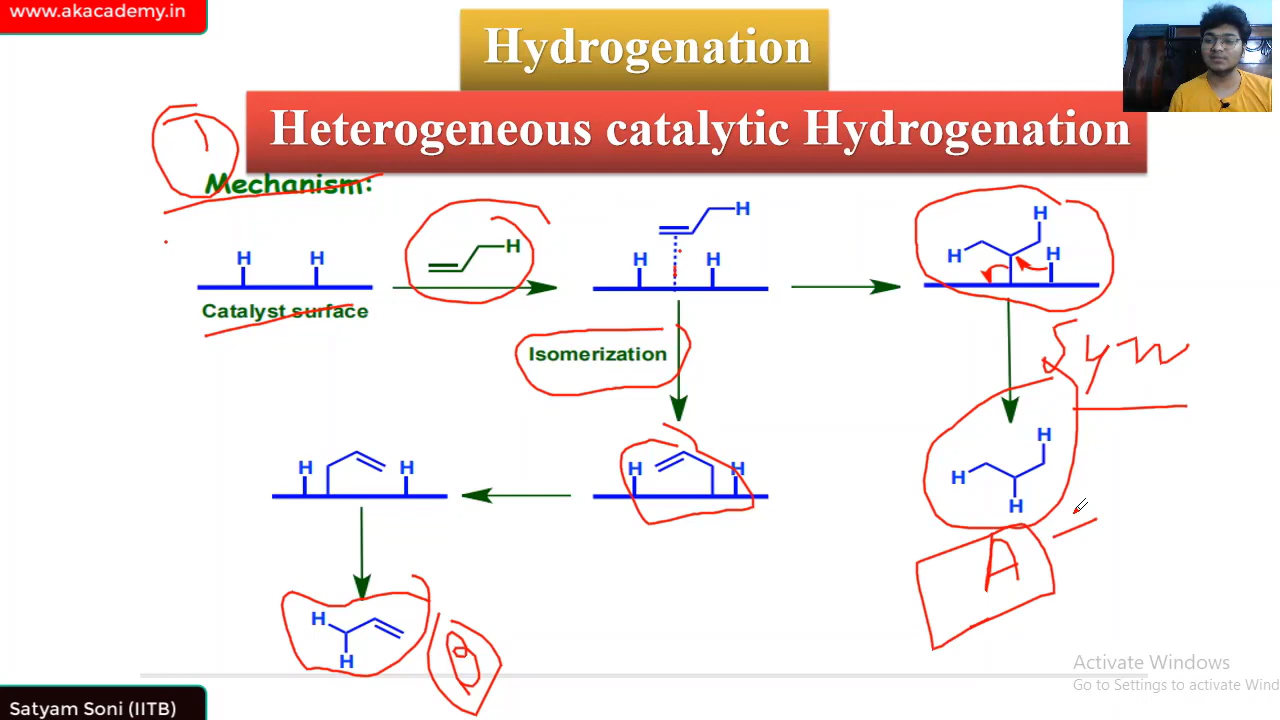 www.akacademy.in
Hydrogenation
Heterogeneous catalytic Hydrogenation
1
Mechanism:
H H
Catalyst surface
H
H
H H
H
H
H
Isomerization
Syn
H H
H H
H
H
H
A
H
H
B
Activate Windows
Go to Settings to activate Wind
Satyam Soni (IITB)